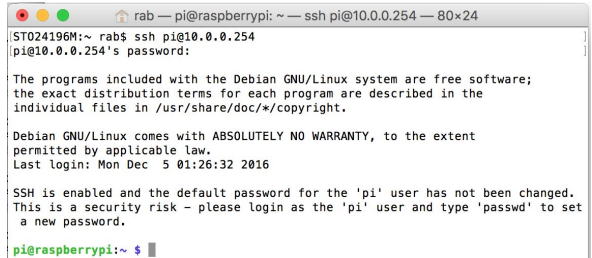 rab — pi@raspberrypi: ~ — ssh pi@10.0.0.254 — 80×24
[STO24196M:~ rab$ ssh pi@10.0.0.254 ]
[pi@10.0.0.254's password: ]
The programs included with the Debian GNU/Linux system are free software;
the exact distribution terms for each program are described in the
individual files in /usr/share/doc/*/copyright.
Debian GNU/Linux comes with ABSOLUTELY NO WARRANTY, to the extent
permitted by applicable law.
Last login: Mon Dec  5 01:26:32 2016
SSH is enabled and the default password for the 'pi' user has not been changed.
This is a security risk – please login as the 'pi' user and type 'passwd' to set
 a new password.
pi@raspberrypi:~ $